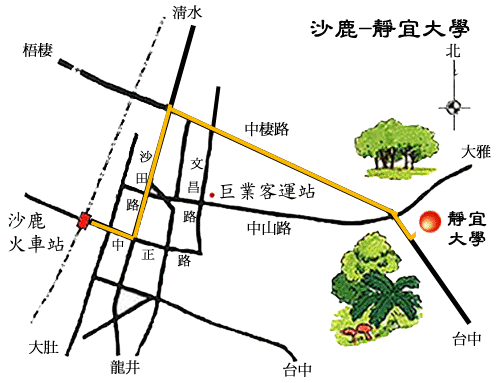 清水
沙鹿–靜宜大學
北
梧棲
中棲路
大雅
沙田路
文昌路
巨業客運站
沙鹿
火車站
中山路
靜宜
大學
中正路
大肚
龍井
台中
台中